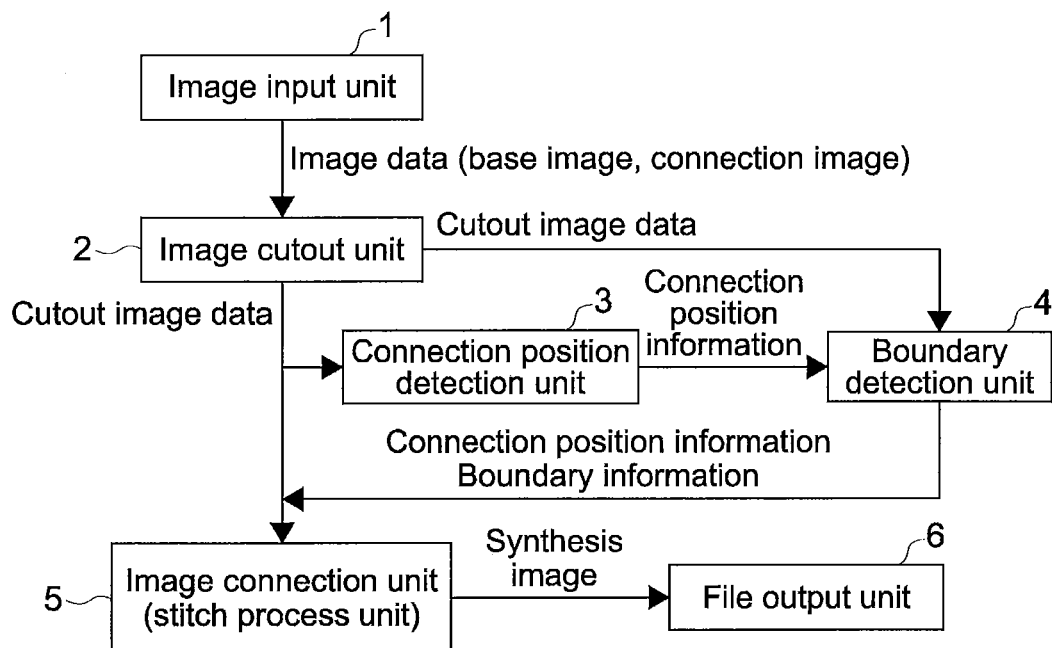 1
Image input unit
Image data (base image, connection image)
2
Image cutout unit
Cutout image data
Cutout image data
3
Connection position
detection unit
Connection
position
information
4
Boundary
detection unit
Connection position information
Boundary information
5
Image connection unit
(stitch process unit)
Synthesis
image
6
File output unit